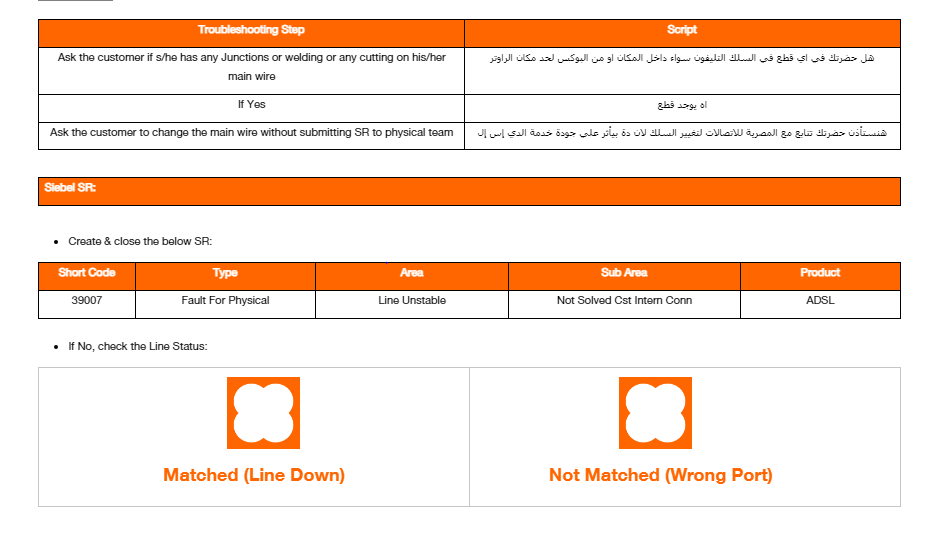 Troubleshooting Step
Script
Ask the customer if s/he has any Junctions or welding or any cutting on his/her
main wire
هل حضرتك في اي قطع في السلك التليفون سواء داخل المكان او من البوكس لحد مكان الراوتر
If Yes
اه يوجد قطع
Ask the customer to change the main wire without submitting SR to physical team
هنستأذن حضرتك تتابع مع المصرية للاتصالات لتغيير السلك لان دة بيأثر علي جودة خدمة الدي إس إل
Siebel SR:
• Create & close the below SR:
Short Code
Type
Area
Sub Area
Product
39007
Fault For Physical
Line Unstable
Not Solved Cst Intern Conn
ADSL
• If No, check the Line Status:
Matched (Line Down)
Not Matched (Wrong Port)